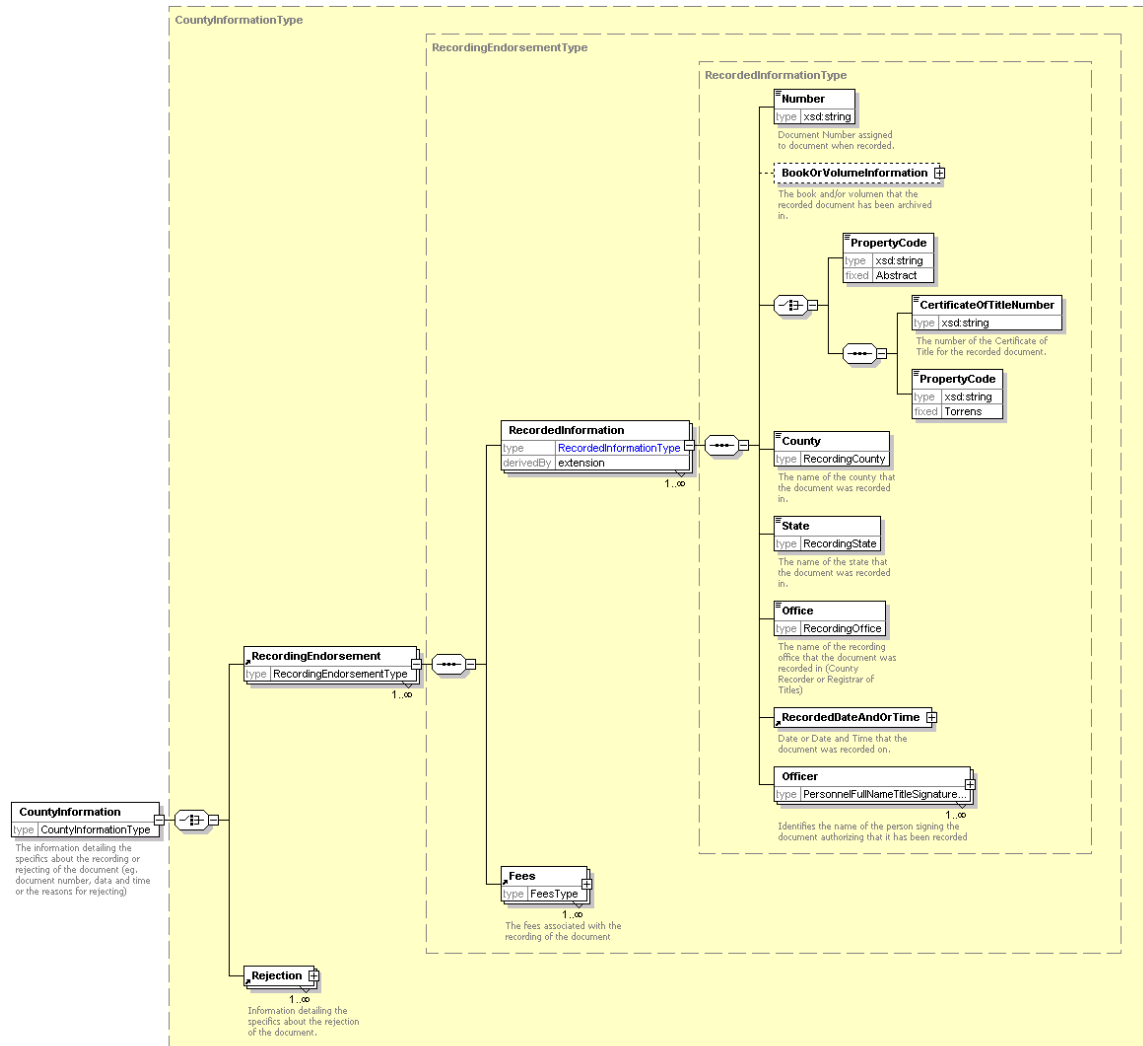 CountyInformationType
RecordingEndorsementType
RecordedInformationType
Number
type xsd:string
Document Number assigned
to document when recorded.
BookOrVolumeInformation
The book and/or volumen that the
recorded document has been archived
in.
PropertyCode
type xsd:string
fixed Abstract
CertificateOfTitleNumber
type xsd:string
The number of the Certificate of
Title for the recorded document.
PropertyCode
type xsd:string
fixed Torrens
RecordedInformation
type RecordedInformationType
derivedBy extension
1..∞
County
type RecordingCounty
The name of the county that
the document was recorded
in.
State
type RecordingState
The name of the state that
the document was recorded
in.
Office
type RecordingOffice
The name of the recording
office that the document was
recorded in (County
Recorder or Registrar of
Titles)
RecordingEndorsement
type RecordingEndorsementType
1..∞
RecordedDateAndOrTime
Date or Date and Time that the
document was recorded on.
Officer
type PersonnelFullNameTitleSignature...
1..∞
Identifies the name of the person signing the
document authorizing that it has been recorded
CountyInformation
type CountyInformationType
The information detailing the
specifics about the recording or
rejecting of the document (eg.
document number, data and time
or the reasons for rejecting)
Fees
type FeesType
1..∞
The fees associated with the
recording of the document
Rejection
1..∞
Information detailing the
specifics about the rejection
of the document.